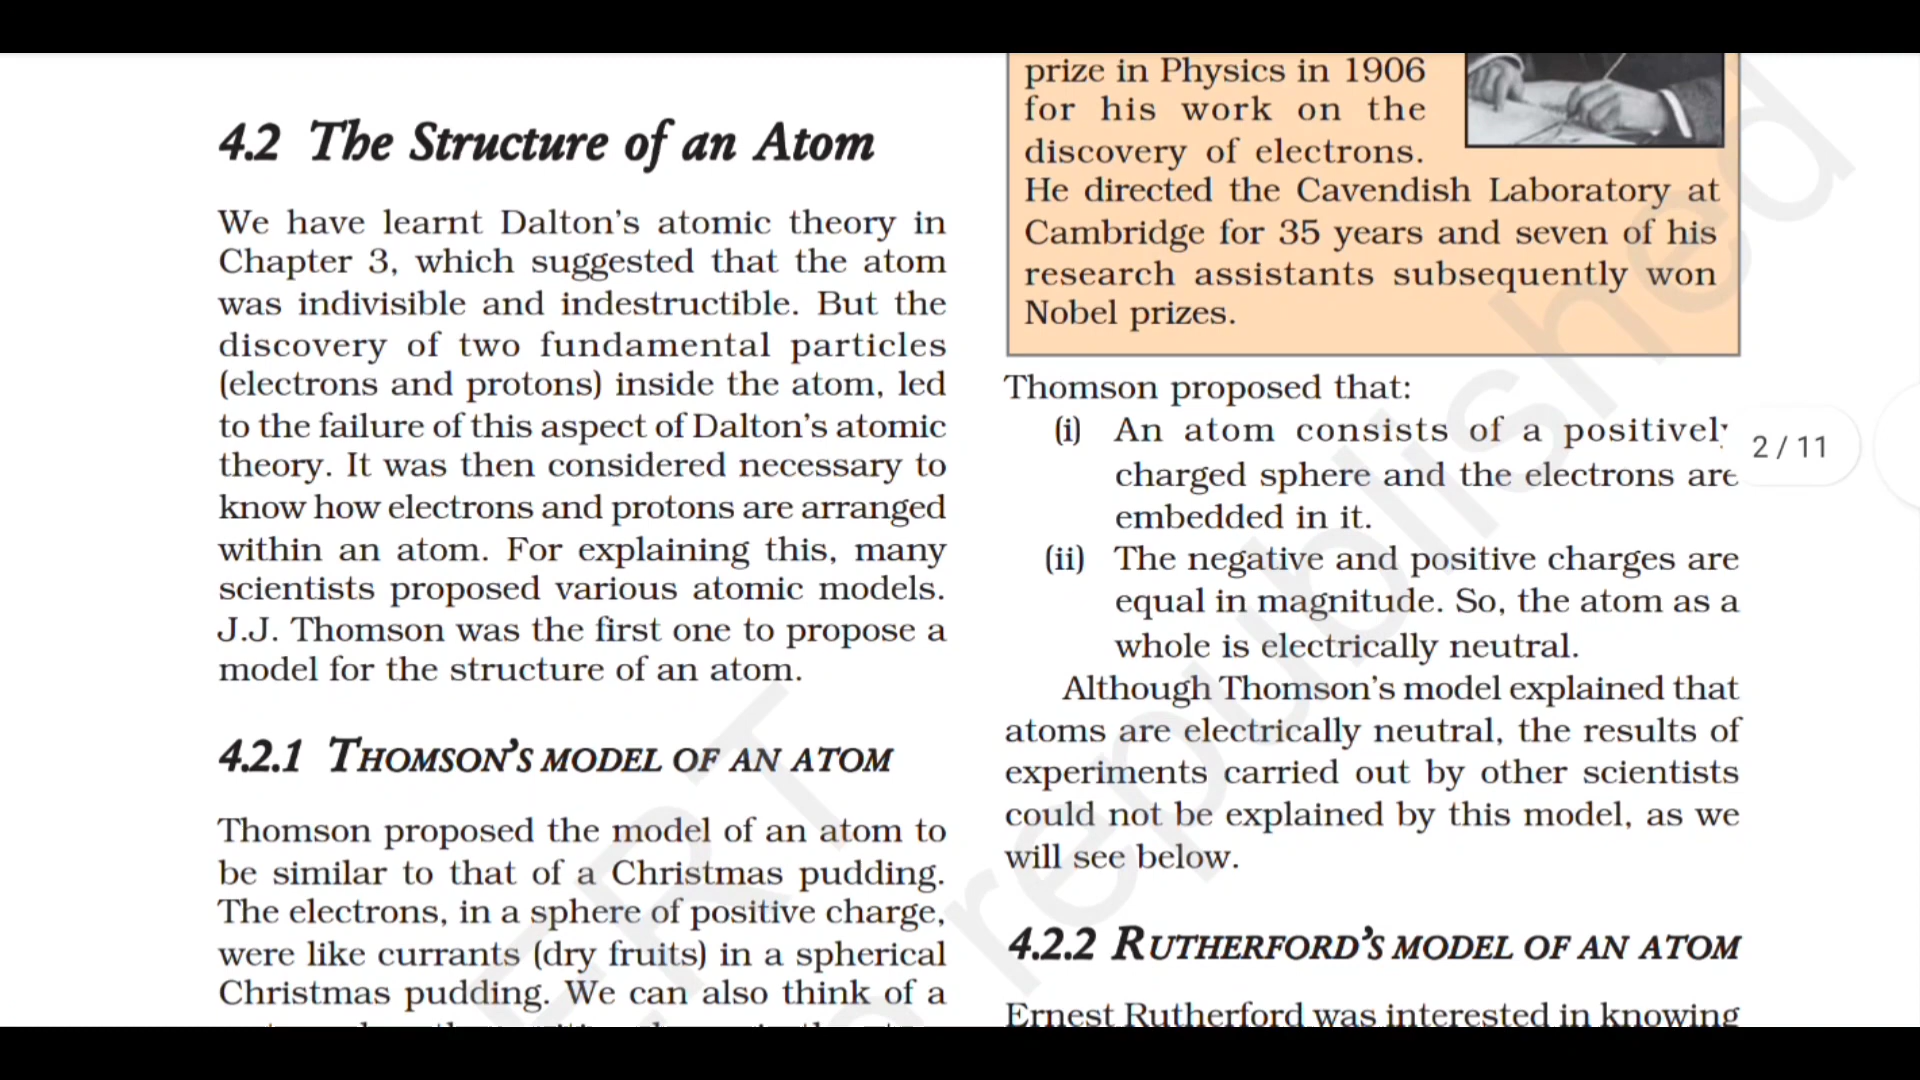 4.2 The Structure of an Atom
We have learnt Dalton’s atomic theory in
Chapter 3, which suggested that the atom
was indivisible and indestructible. But the
discovery of two fundamental particles
(electrons and protons) inside the atom, led
to the failure of this aspect of Dalton’s atomic
theory. It was then considered necessary to
know how electrons and protons are arranged
within an atom. For explaining this, many
scientists proposed various atomic models.
J.J. Thomson was the first one to propose a
model for the structure of an atom.
4.2.1 THOMSON’S MODEL OF AN ATOM
Thomson proposed the model of an atom to
be similar to that of a Christmas pudding.
The electrons, in a sphere of positive charge,
were like currants (dry fruits) in a spherical
Christmas pudding. We can also think of a
prize in Physics in 1906
for his work on the
discovery of electrons.
He directed the Cavendish Laboratory at
Cambridge for 35 years and seven of his
research assistants subsequently won
Nobel prizes.
Thomson proposed that:
(i) An atom consists of a positively
charged sphere and the electrons are
embedded in it.
(ii) The negative and positive charges are
equal in magnitude. So, the atom as a
whole is electrically neutral.
Although Thomson’s model explained that
atoms are electrically neutral, the results of
experiments carried out by other scientists
could not be explained by this model, as we
will see below.
4.2.2 RUTHERFORD’S MODEL OF AN ATOM
Ernest Rutherford was interested in knowing
2 / 11
republished